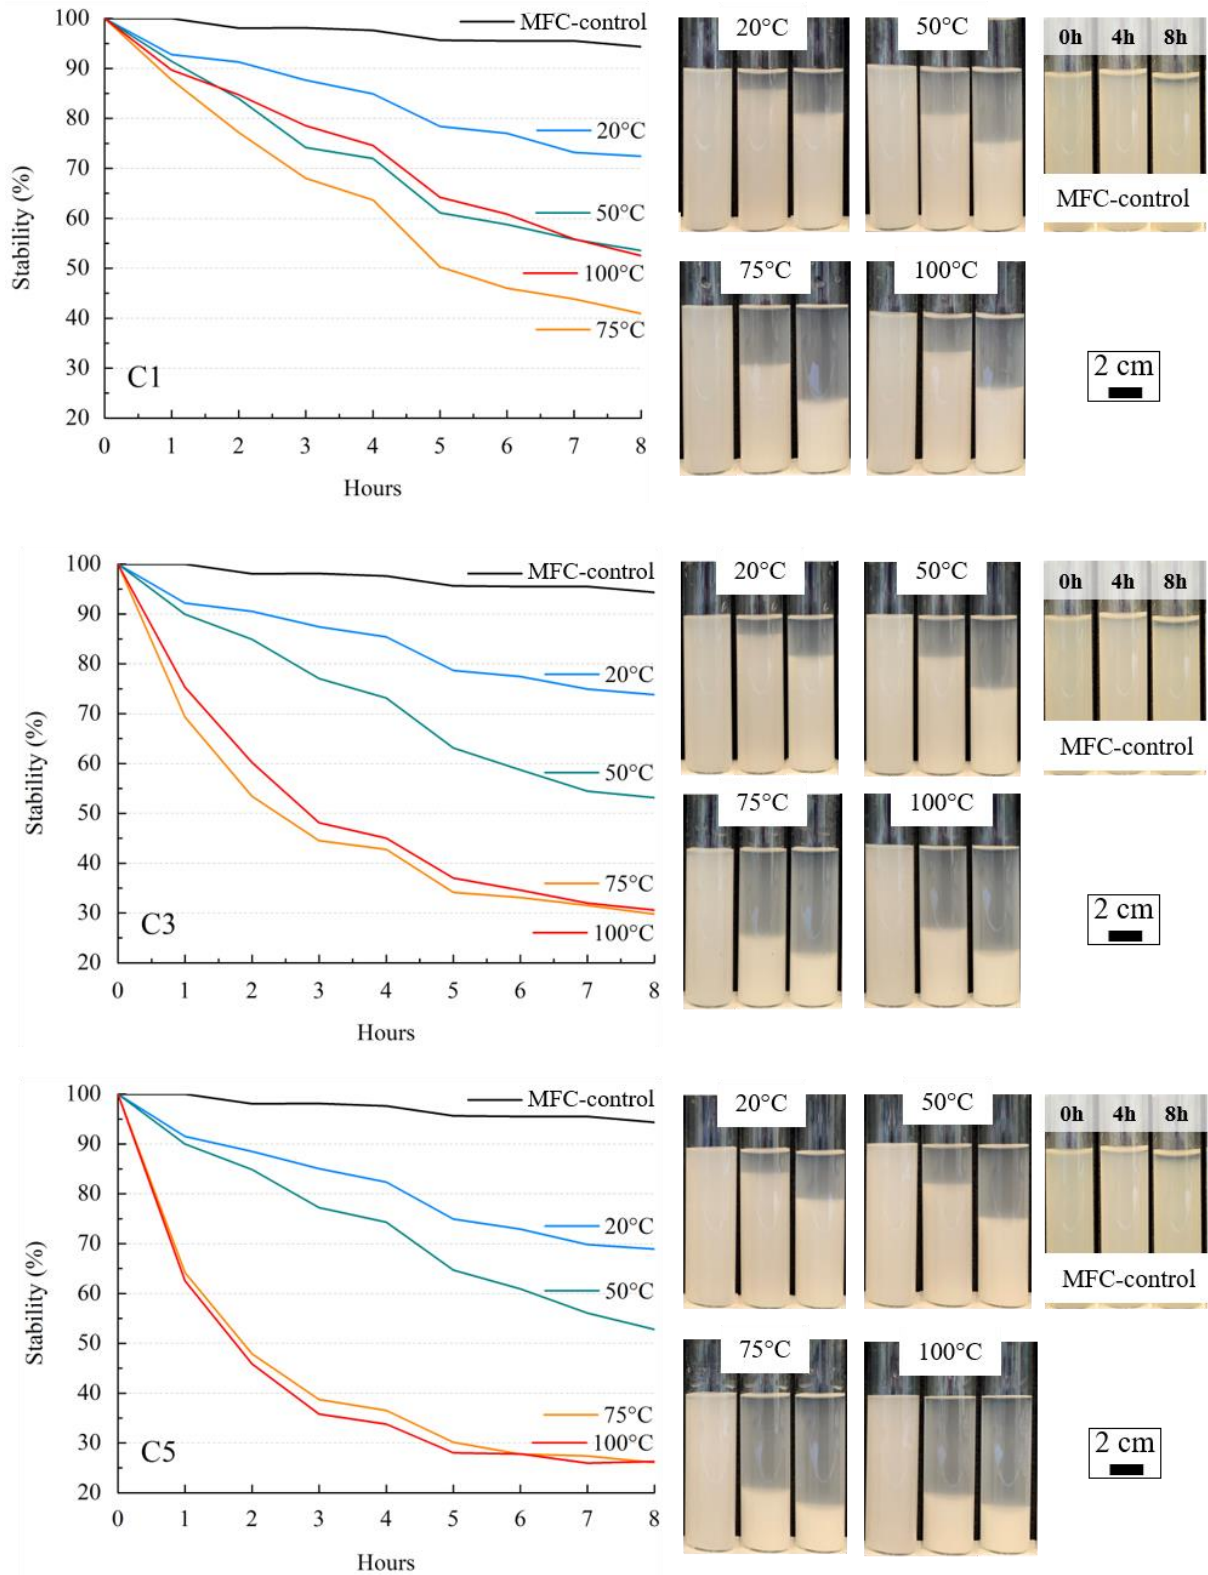 100
90
80
70
60
50
40
30
20
Stability (%)
MFC-control
20°C
50°C
100°C
75°C
C1
0 1 2 3 4 5 6 7 8
Hours
20°C 50°C
0h 4h 8h
MFC-control
75°C 100°C
2 cm
100
90
80
70
60
50
40
30
20
Stability (%)
MFC-control
20°C
50°C
75°C
100°C
C3
0 1 2 3 4 5 6 7 8
Hours
20°C 50°C
0h 4h 8h
MFC-control
75°C 100°C
2 cm
100
90
80
70
60
50
40
30
20
Stability (%)
MFC-control
20°C
50°C
75°C
100°C
C5
0 1 2 3 4 5 6 7 8
Hours
20°C 50°C
0h 4h 8h
MFC-control
75°C 100°C
2 cm